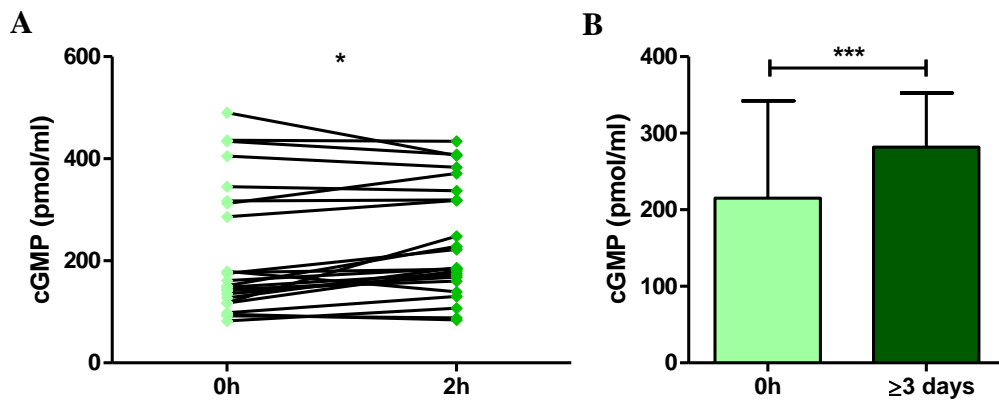 A
cGMP (pmol/ml)
600
400
200
0
*
0h
2h
B
cGMP (pmol/ml)
400
300
200
100
0
***
0h
≥3 days